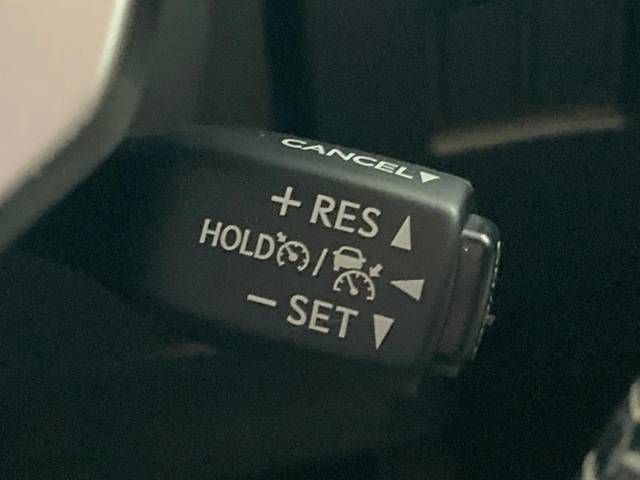 CANCEL▼
+ RES ▲
HOLD / ◀
− SET ▼